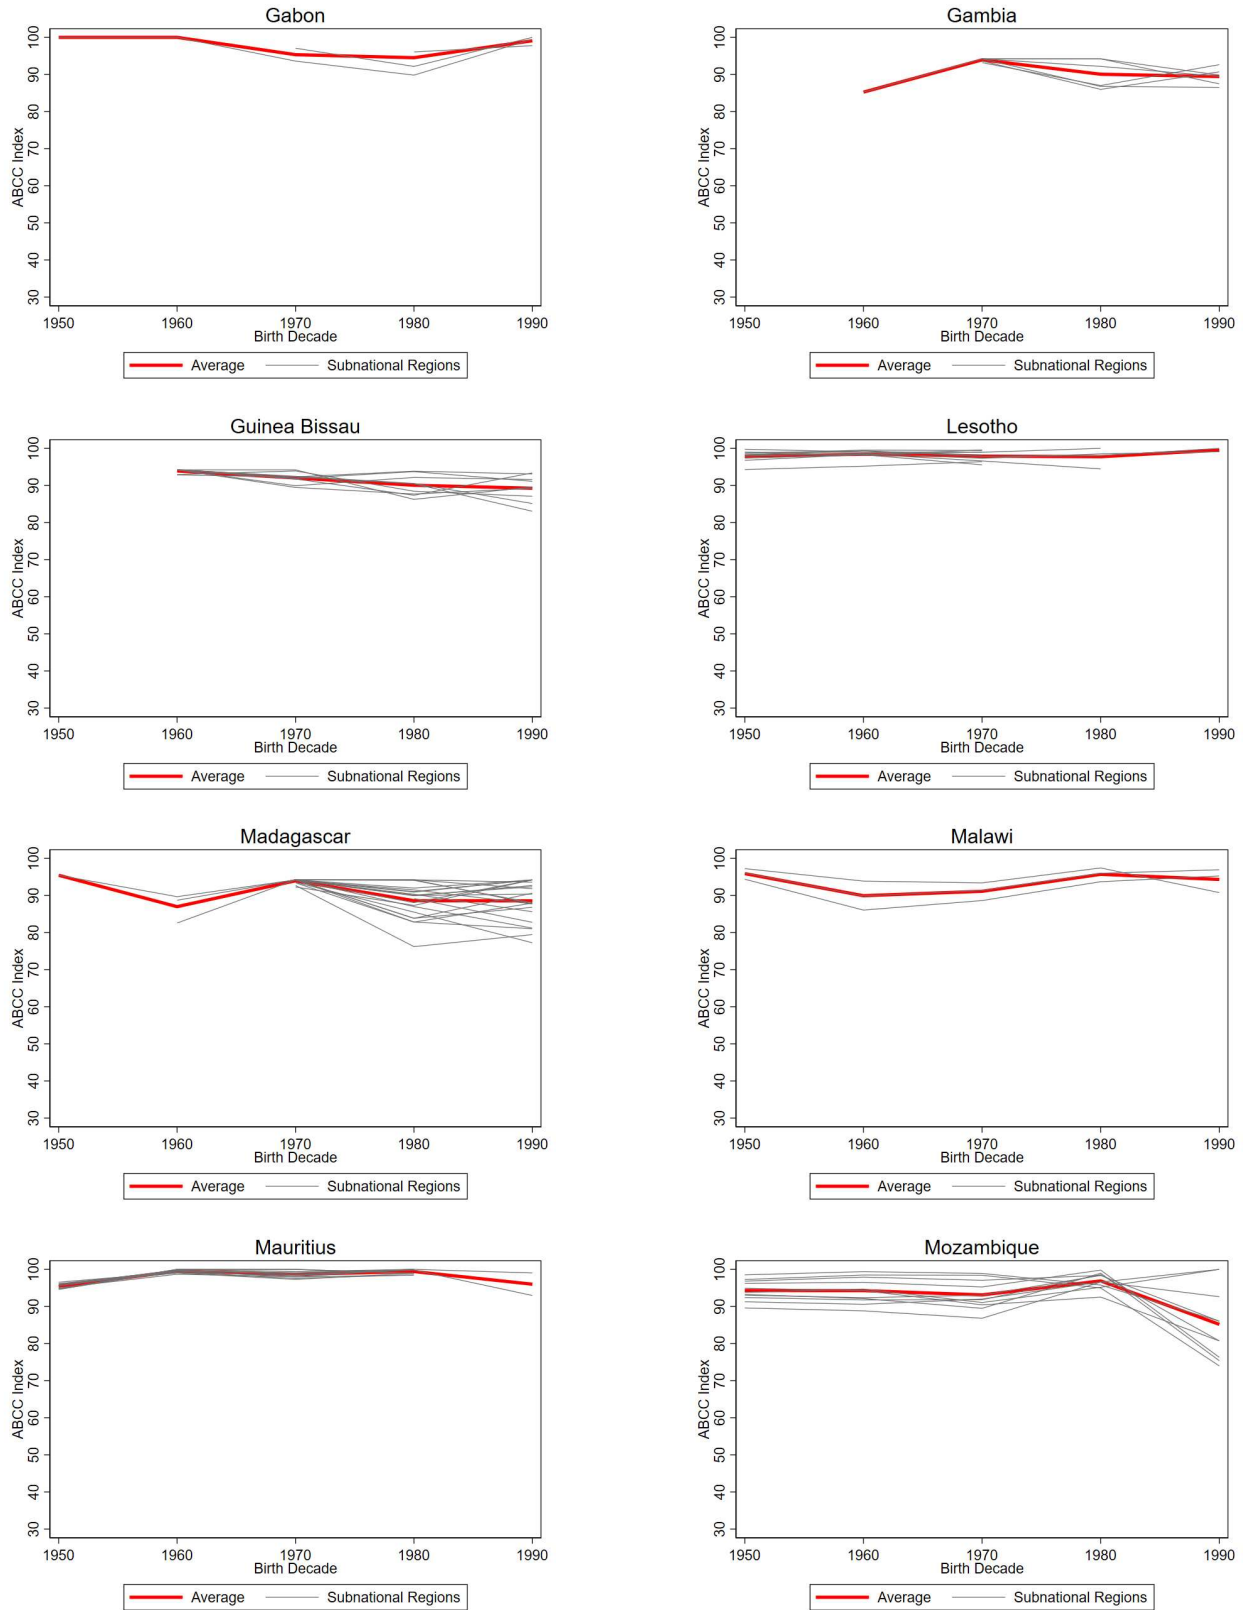 Gabon
ABCC Index
100
90
80
70
60
50
40
30
1950 1960 1970 1980 1990
Birth Decade
Average Subnational Regions
Gambia
ABCC Index
100
90
80
70
60
50
40
30
1950 1960 1970 1980 1990
Birth Decade
Average Subnational Regions
Guinea Bissau
ABCC Index
100
90
80
70
60
50
40
30
1950 1960 1970 1980 1990
Birth Decade
Average Subnational Regions
Lesotho
ABCC Index
100
90
80
70
60
50
40
30
1950 1960 1970 1980 1990
Birth Decade
Average Subnational Regions
Madagascar
ABCC Index
100
90
80
70
60
50
40
30
1950 1960 1970 1980 1990
Birth Decade
Average Subnational Regions
Malawi
ABCC Index
100
90
80
70
60
50
40
30
1950 1960 1970 1980 1990
Birth Decade
Average Subnational Regions
Mauritius
ABCC Index
100
90
80
70
60
50
40
30
1950 1960 1970 1980 1990
Birth Decade
Average Subnational Regions
Mozambique
ABCC Index
100
90
80
70
60
50
40
30
1950 1960 1970 1980 1990
Birth Decade
Average Subnational Regions